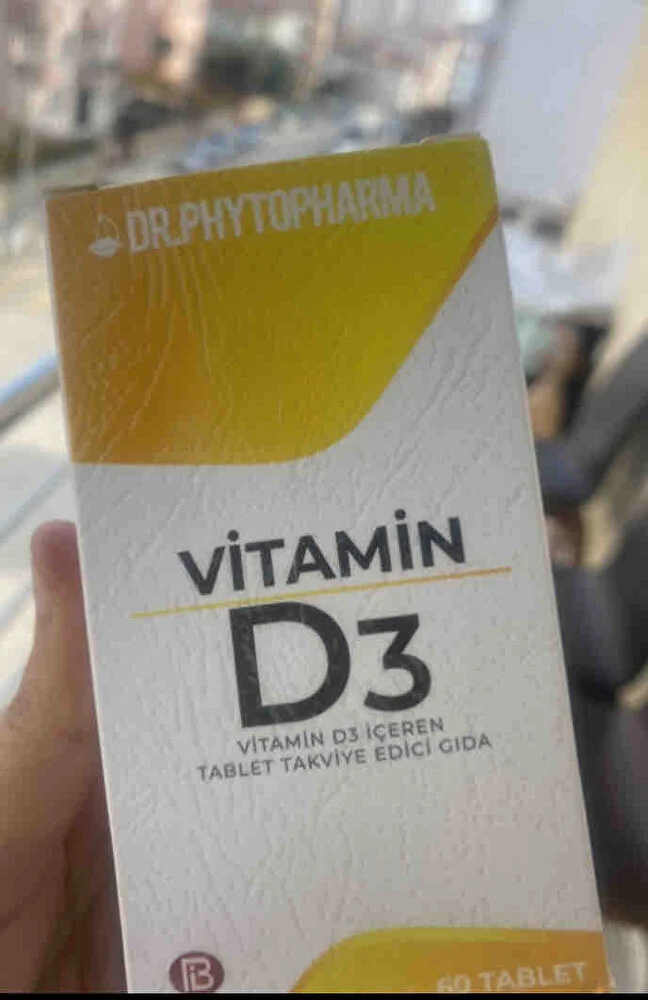 DR.PHYTOPHARMA
VİTAMİN
D3
VİTAMİN D3 İÇEREN
TABLET TAKVİYE EDİCİ GIDA
60 TABLET